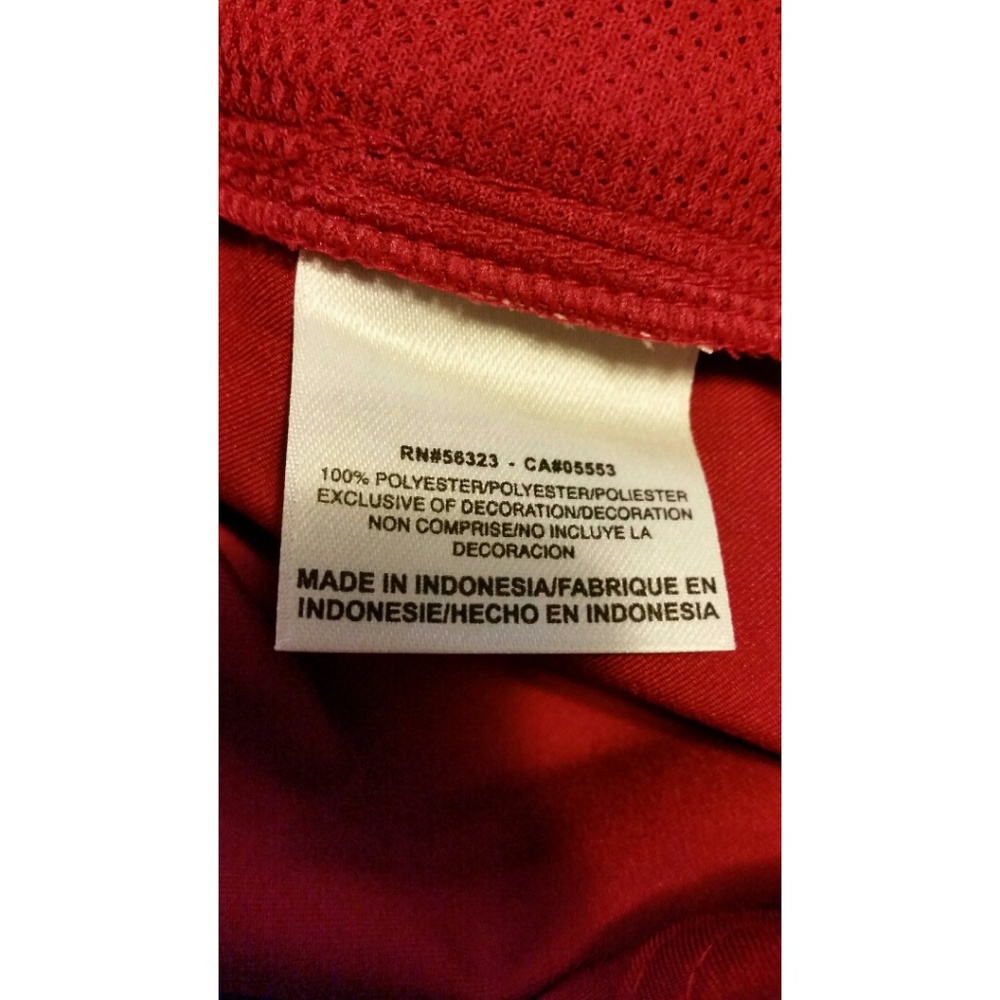 RN#56323 - CA#05553
100% POLYESTER/POLYESTER/POLIESTER
EXCLUSIVE OF DECORATION/DECORATION
NON COMPRISE/NO INCLUYE LA
DECORACION
MADE IN INDONESIA/FABRIQUE EN
INDONESIE/HECHO EN INDONESIA